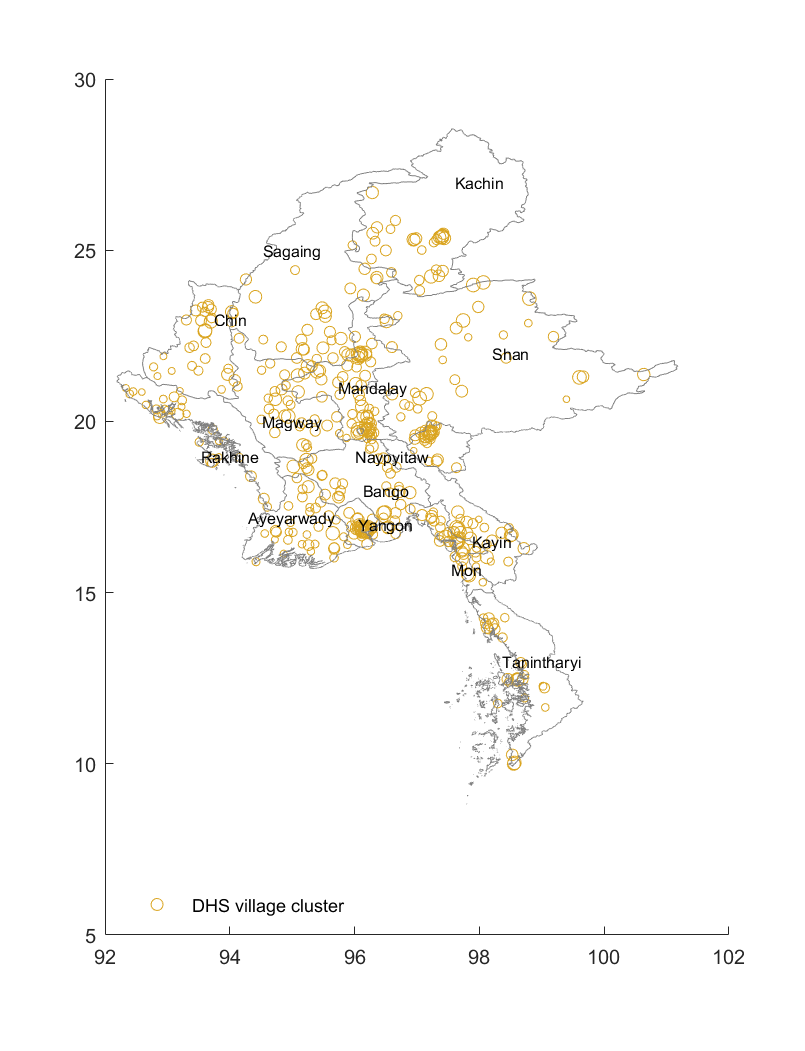 30
Kachin
25
Sagaing
Chin
Shan
Mandalay
20
Magway
Rakhine
Naypyitaw
Bango
Ayeyarwady
Yangon
Kayin
Mon
15
Tanintharyi
10
DHS village cluster
5
92 94 96 98 100 102